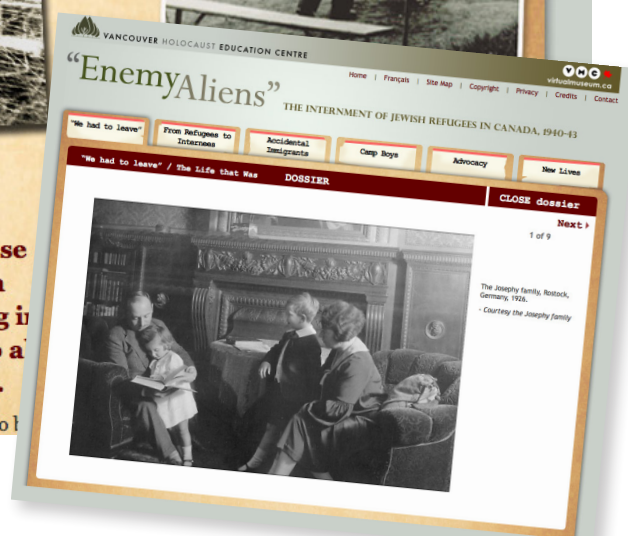 VANCOUVER HOLOCAUST EDUCATION CENTRE
VMC
virtualmuseum.ca
Home | Français | Site Map | Copyright | Privacy | Credits | Contact
“EnemyAliens”
THE INTERNMENT OF JEWISH REFUGEES IN CANADA, 1940-43
“We had to leave”
From Refugees to
Internees
Accidental
Immigrants
Camp Boys
Advocacy
New Lives
“We had to leave” / The Life that Was
DOSSIER
CLOSE dossier
Next
1 of 9
The Josephy family, Rostock,
Germany, 1926.
- Courtesy the Josephy family